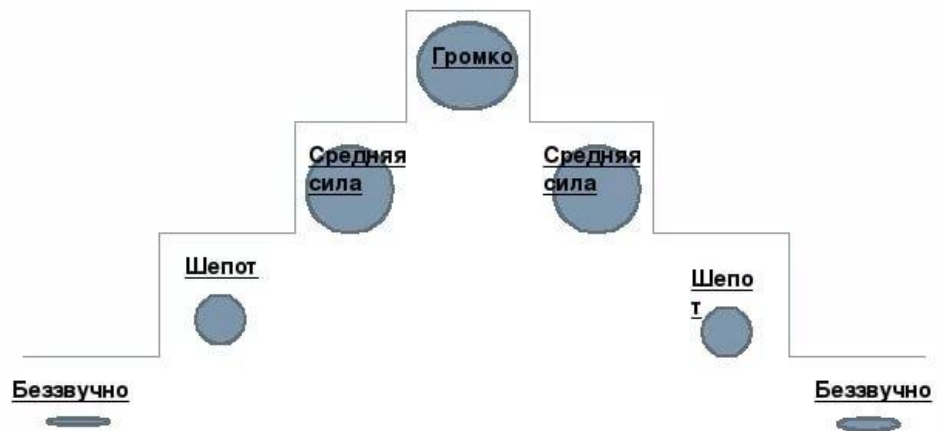 Громко
Средняя
сила
Средняя
сила
Шепот
Шепо
т
Беззвучно
Беззвучно